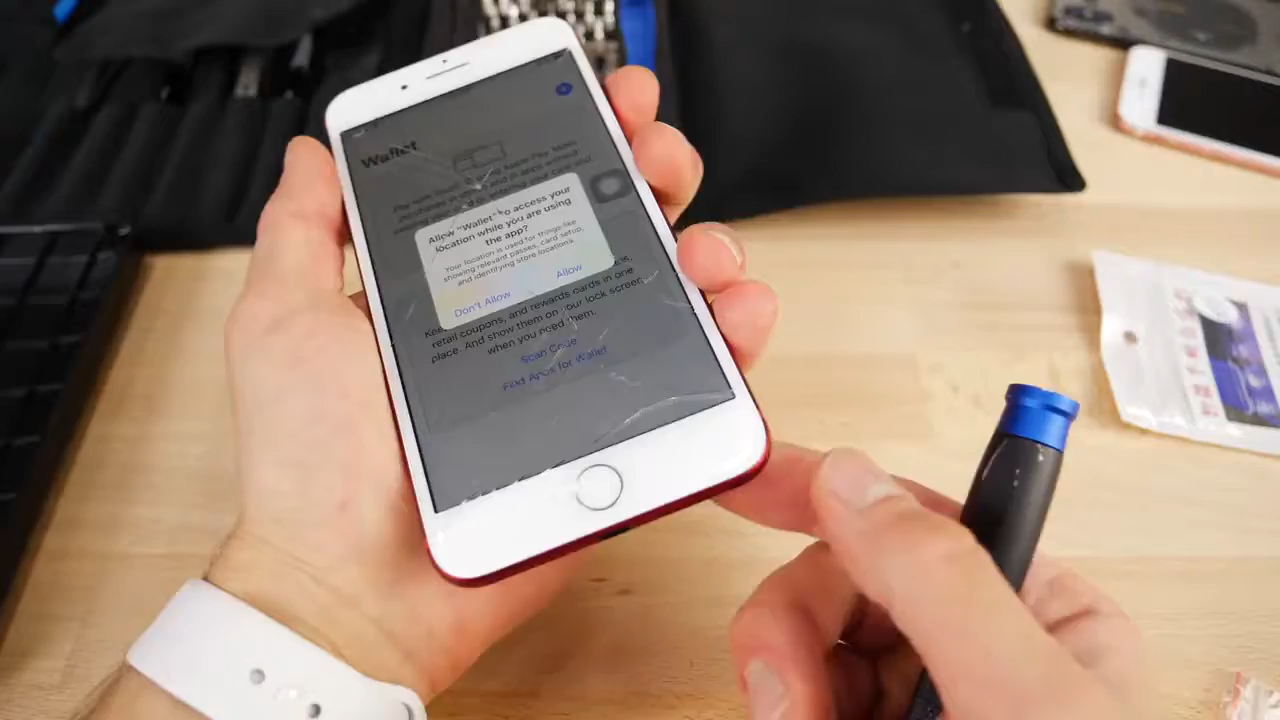 Wallet
Allow "Wallet" to access your
location while you are using
the app?
Your location is used for things like
showing relevant passes, card setup,
and identifying store locations.
Don't Allow
Allow
retail coupons, and rewards cards in one
place. And show them on your lock screen
when you need them.
Scan Code
Find Apps for Wallet